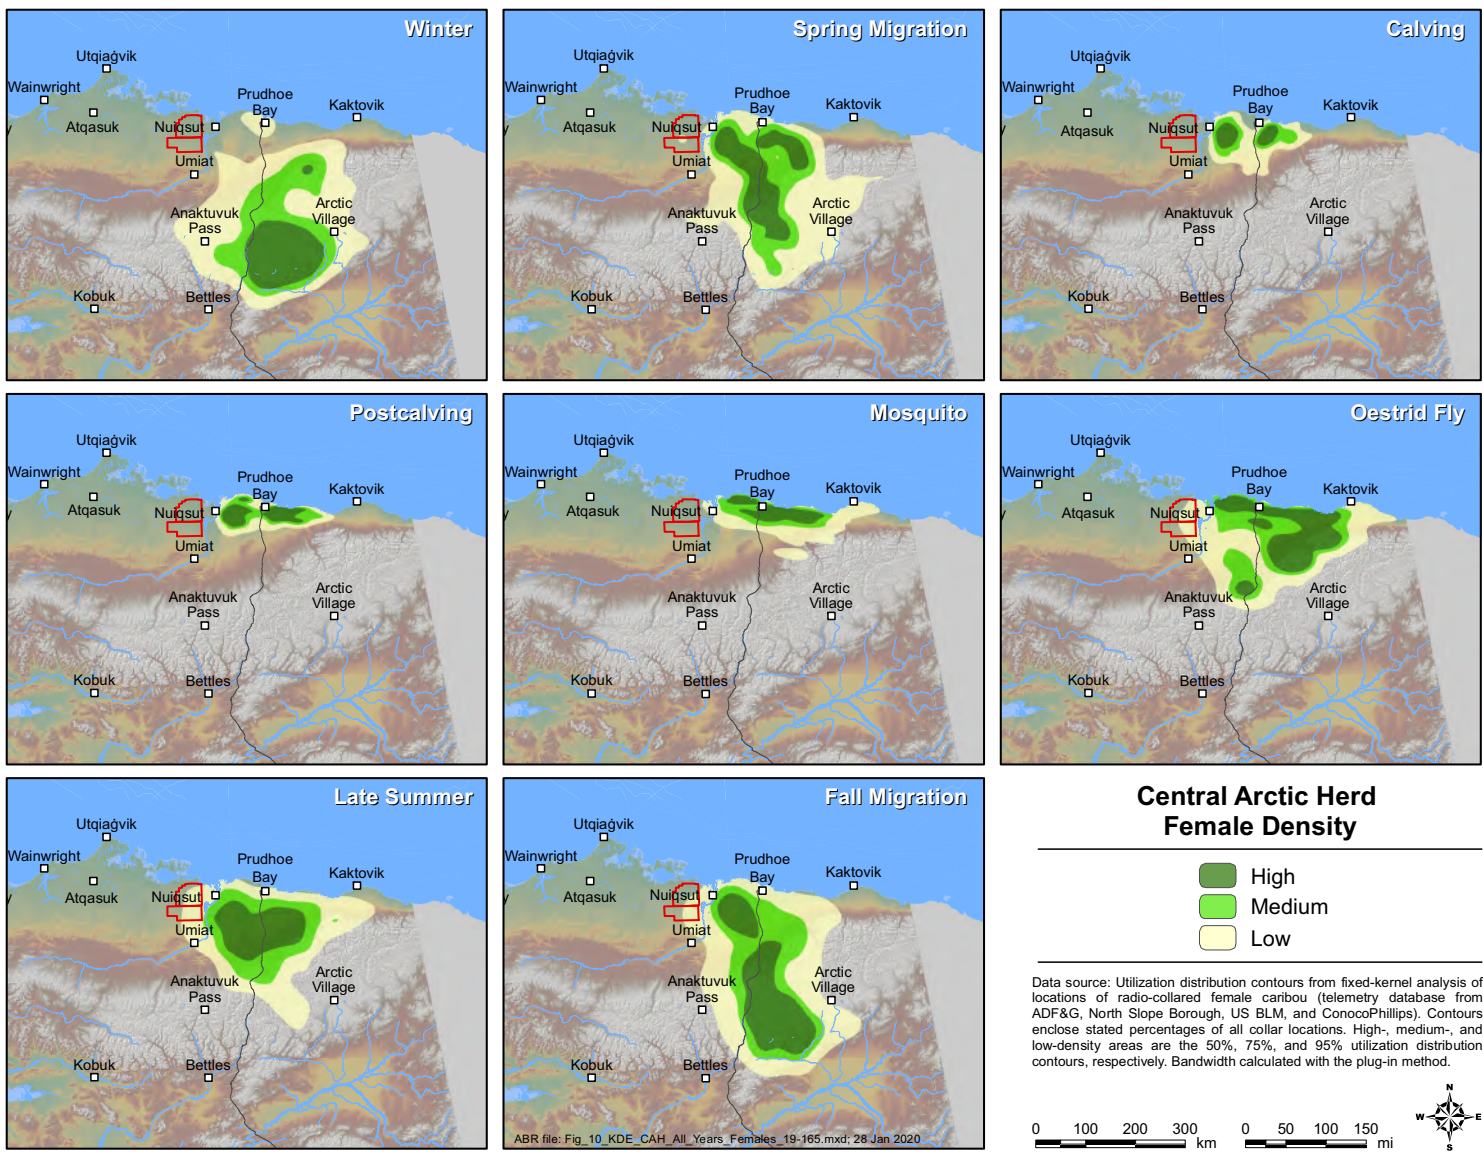 Winter
Utqiaġvik
Wainwright
Prudhoe
Bay
Kaktovik
Atqasuk
Nuiqsut
Umiat
Anaktuvuk
Pass
Arctic
Village
Kobuk
Bettles
Spring Migration
Utqiaġvik
Wainwright
Prudhoe
Bay
Kaktovik
Atqasuk
Nuiqsut
Umiat
Anaktuvuk
Pass
Arctic
Village
Kobuk
Bettles
Calving
Utqiaġvik
Wainwright
Prudhoe
Bay
Kaktovik
Atqasuk
Nuiqsut
Umiat
Anaktuvuk
Pass
Arctic
Village
Kobuk
Bettles
Postcalving
Utqiaġvik
Wainwright
Prudhoe
Bay
Kaktovik
Atqasuk
Nuiqsut
Umiat
Anaktuvuk
Pass
Arctic
Village
Kobuk
Bettles
Mosquito
Utqiaġvik
Wainwright
Prudhoe
Bay
Kaktovik
Atqasuk
Nuiqsut
Umiat
Anaktuvuk
Pass
Arctic
Village
Kobuk
Bettles
Oestrid Fly
Utqiaġvik
Wainwright
Prudhoe
Bay
Kaktovik
Atqasuk
Nuiqsut
Umiat
Anaktuvuk
Pass
Arctic
Village
Kobuk
Bettles
Late Summer
Utqiaġvik
Wainwright
Prudhoe
Bay
Kaktovik
Atqasuk
Nuiqsut
Umiat
Anaktuvuk
Pass
Arctic
Village
Kobuk
Bettles
Fall Migration
Utqiaġvik
Wainwright
Prudhoe
Bay
Kaktovik
Atqasuk
Nuiqsut
Umiat
Anaktuvuk
Pass
Arctic
Village
Kobuk
Bettles
ABR file: Fig_10_KDE_CAH_All_Years_Females_19-165.mxd; 28 Jan 2020
Central Arctic Herd
Female Density
High
Medium
Low
Data source: Utilization distribution contours from fixed-kernel analysis of
locations of radio-collared female caribou (telemetry database from
ADF&G, North Slope Borough, US BLM, and ConocoPhillips). Contours
enclose stated percentages of all collar locations. High-, medium-, and
low-density areas are the 50%, 75%, and 95% utilization distribution
contours, respectively. Bandwidth calculated with the plug-in method.
N
W E
S
0 100 200 300
km
0 50 100 150
mi